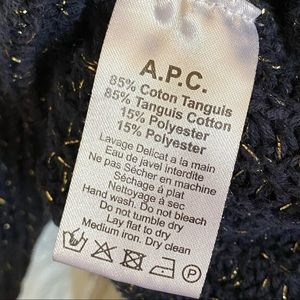 A.P.C.
85% Coton Tanguis
85% Tanguis Cotton
15% Polyester
15% Polyester
Lavage Delicat a la main
Eau de javel interdite
Ne pas Sécher en machine
Séchage à plat
Nettoyage à sec
Hand wash. Do not bleach
Do not tumble dry
Lay flat to dry
Medium iron. Dry clean
P